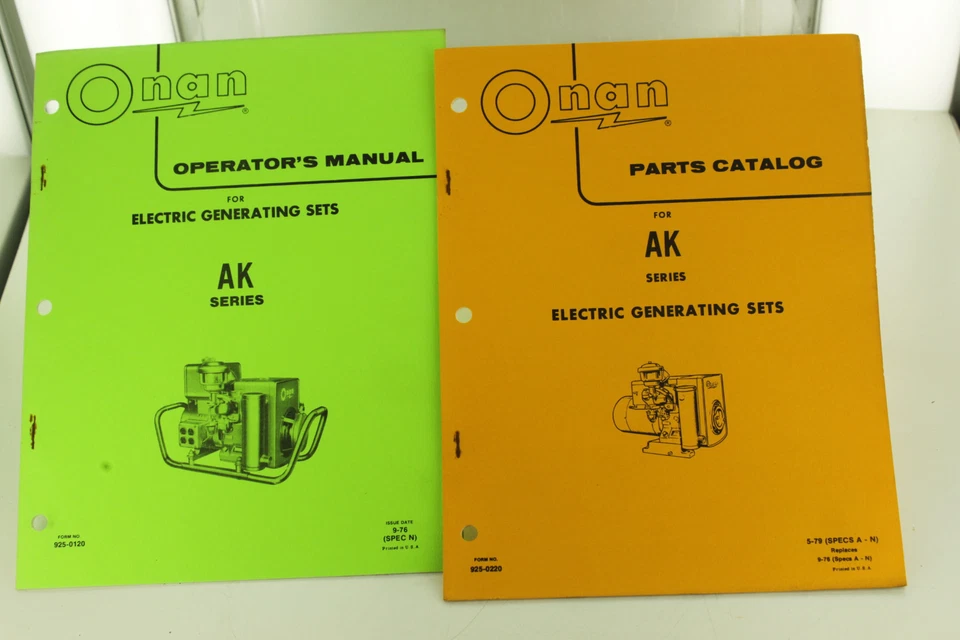 Onan
®
OPERATOR'S MANUAL
FOR
ELECTRIC GENERATING SETS
AK
SERIES
Onan
FORM NO.
925-0120
ISSUE DATE
9-76
(SPEC N)
Printed in U.S.A.
Onan
®
PARTS CATALOG
FOR
AK
SERIES
ELECTRIC GENERATING SETS
Onan
FORM NO.
925-0220
5-79 (SPECS A - N)
Replaces
9-76 (Specs A - N)
Printed in U.S.A.